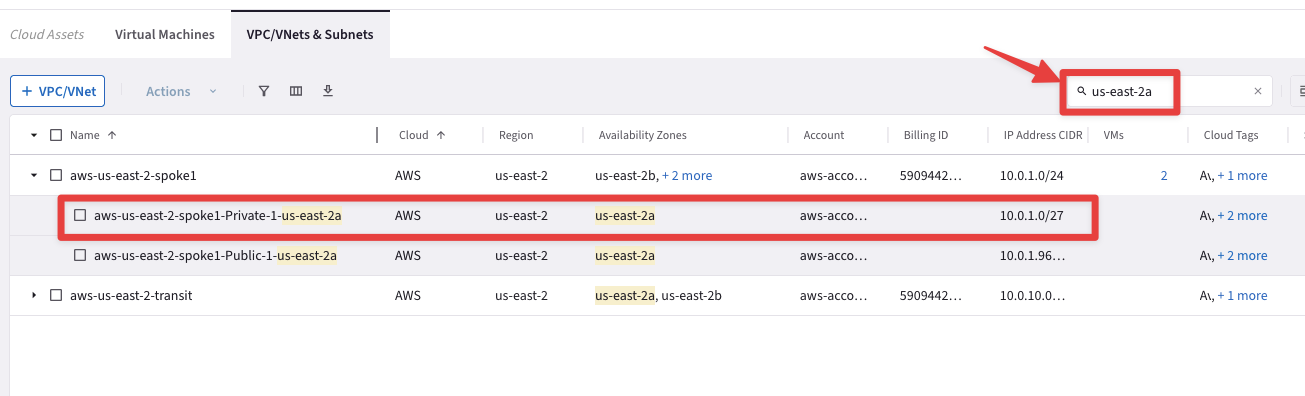 Cloud Assets Virtual Machines VPC/VNets & Subnets
+ VPC/VNet Actions us-east-2a ×
Name ↑ Cloud ↑ Region Availability Zones Account Billing ID IP Address CIDR VMs Cloud Tags
aws-us-east-2-spoke1 AWS us-east-2 us-east-2b, + 2 more aws-acco… 5909442… 10.0.1.0/24 2 + 1 more
aws-us-east-2-spoke1-Private-1-us-east-2a AWS us-east-2 us-east-2a aws-acco… 10.0.1.0/27 + 2 more
aws-us-east-2-spoke1-Public-1-us-east-2a AWS us-east-2 us-east-2a aws-acco… 10.0.1.96… + 2 more
aws-us-east-2-transit AWS us-east-2 us-east-2a, us-east-2b aws-acco… 5909442… 10.0.10.0… + 1 more